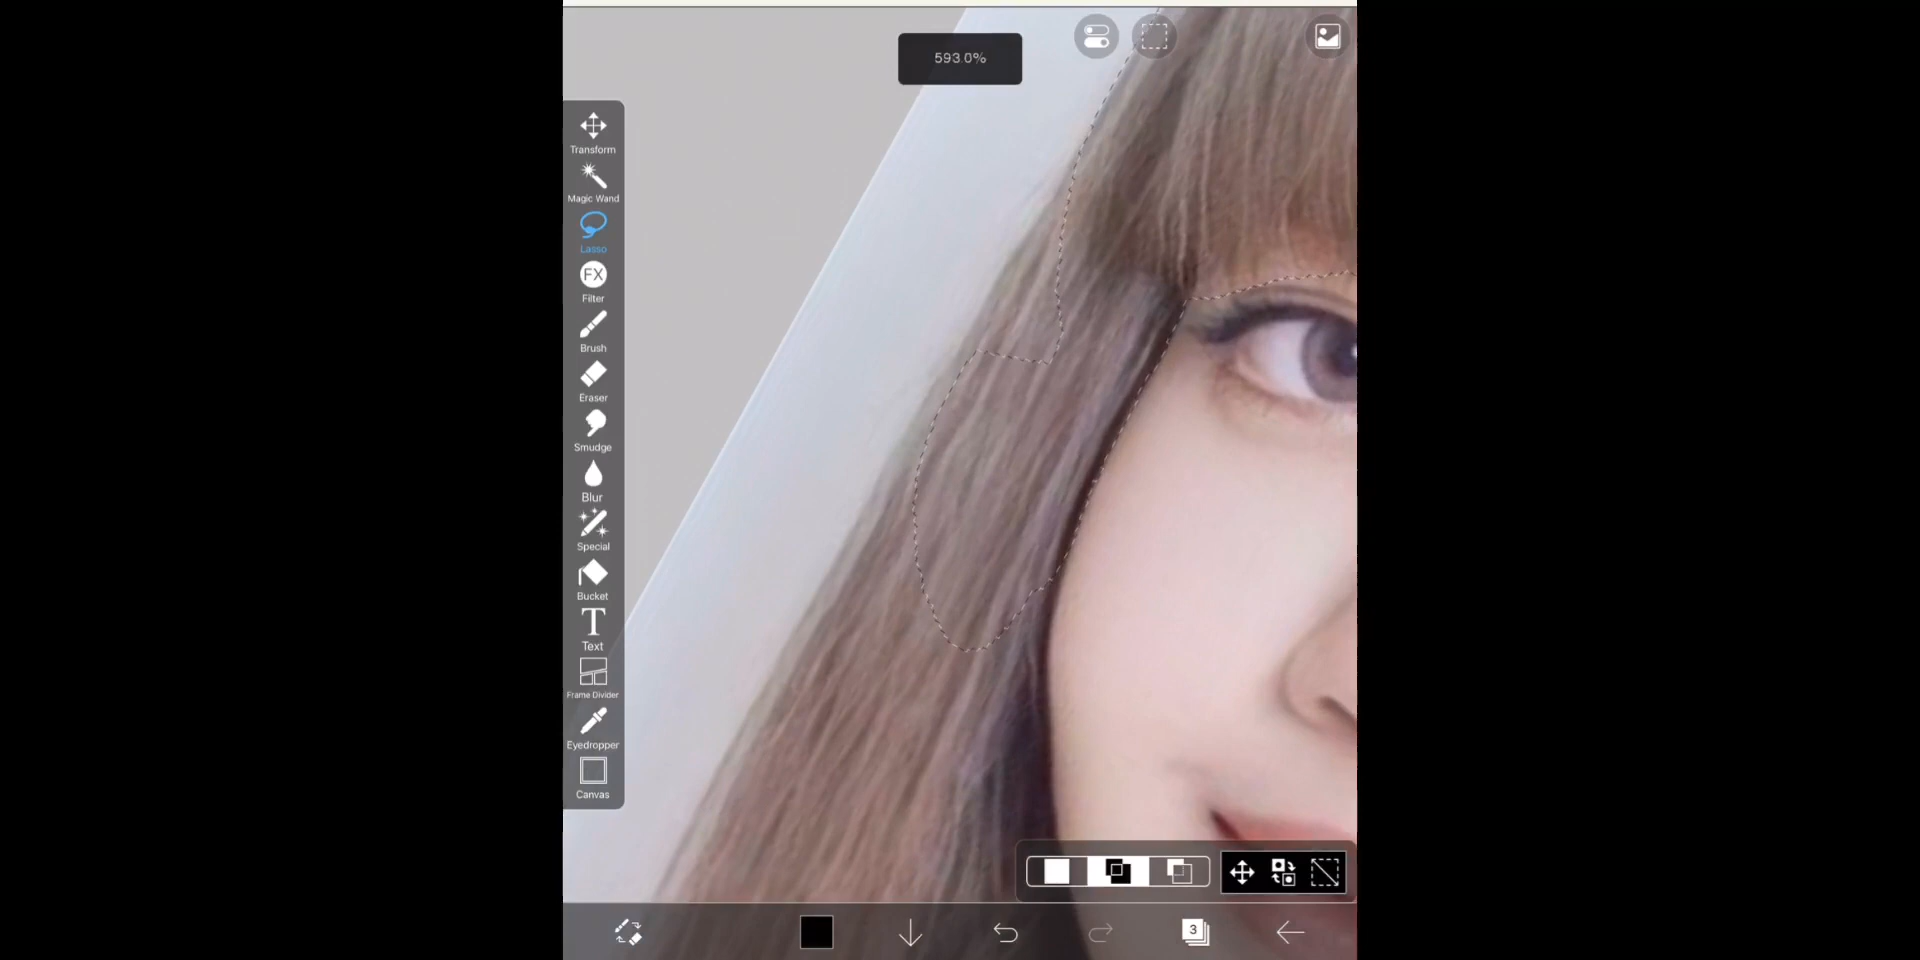 593.0%
Transform
Magic Wand
Lasso
FX
Filter
Brush
Eraser
Smudge
Blur
Special
Bucket
T
Text
Frame Divider
Eyedropper
Canvas
3